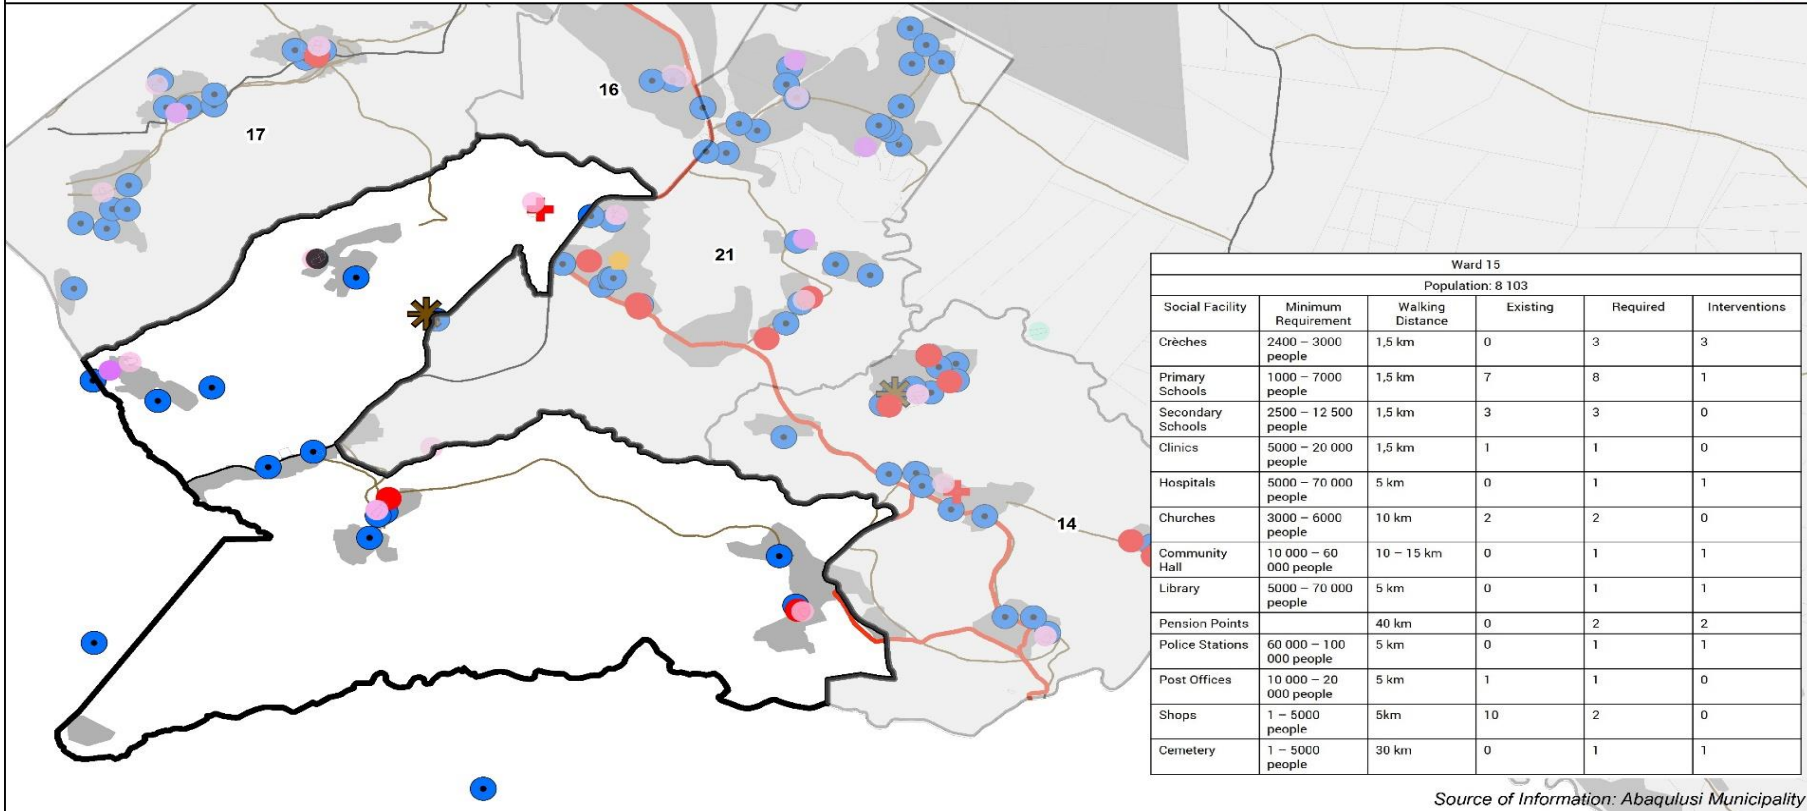 16
17
21
14
Ward 15
Population: 8 103
Social Facility Minimum Requirement Walking Distance Existing Required Interventions
Crèches 2400 – 3000 people 1,5 km 0 3 3
Primary Schools 1000 – 7000 people 1,5 km 7 8 1
Secondary Schools 2500 – 12 500 people 1,5 km 3 3 0
Clinics 5000 – 20 000 people 1,5 km 1 1 0
Hospitals 5000 – 70 000 people 5 km 0 1 1
Churches 3000 – 6000 people 10 km 2 2 0
Community Hall 10 000 – 60 000 people 10 – 15 km 0 1 1
Library 5000 – 70 000 people 5 km 0 1 1
Pension Points 40 km 0 2 2
Police Stations 60 000 – 100 000 people 5 km 0 1 1
Post Offices 10 000 – 20 000 people 5 km 1 1 0
Shops 1 – 5000 people 5km 10 2 0
Cemetery 1 – 5000 people 30 km 0 1 1
Source of Information: Abaqulusi Municipality